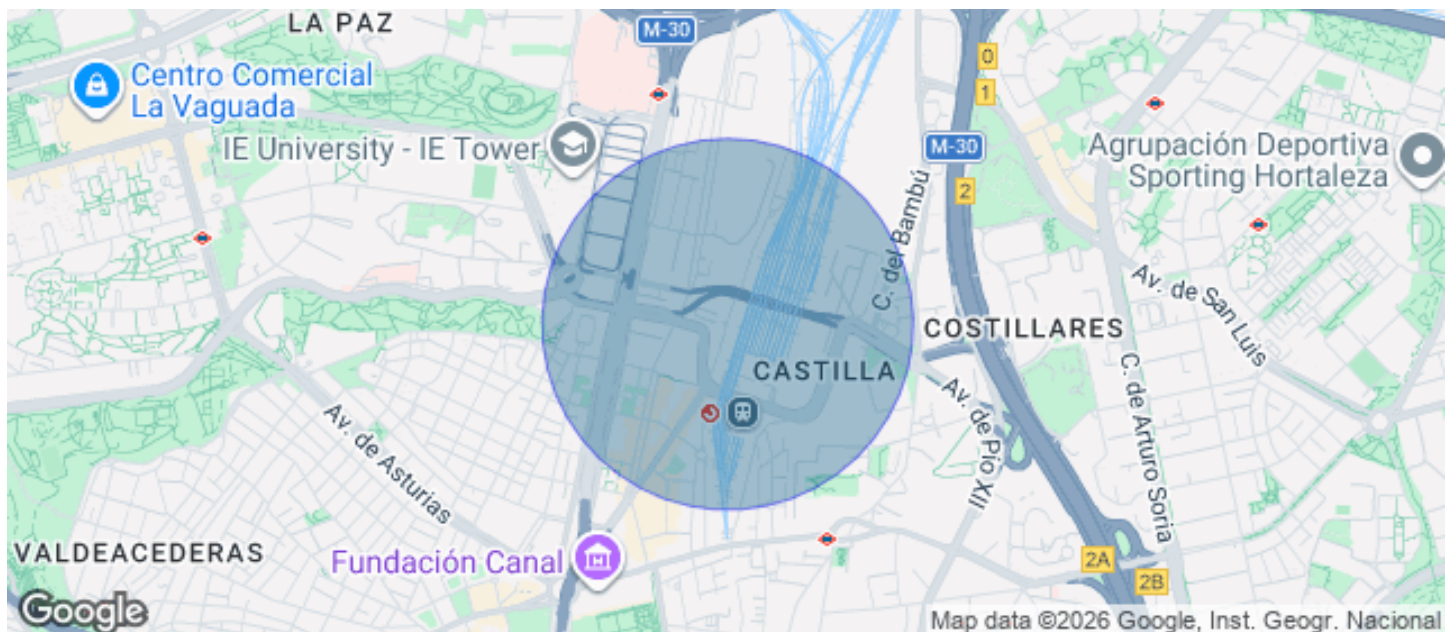 LA PAZ
M-30
Centro Comercial
La Vaguada
0
1
IE University - IE Tower
M-30
Agrupación Deportiva
Sporting Hortaleza
2
C. del Bambú
Av. de San Luis
COSTILLARES
CASTILLA
Av. de Asturias
Av. de Pío XII
C. de Arturo Soria
VALDEACEDERAS
Fundación Canal
2A
2B
Google
Map data ©2026 Google, Inst. Geogr. Nacional